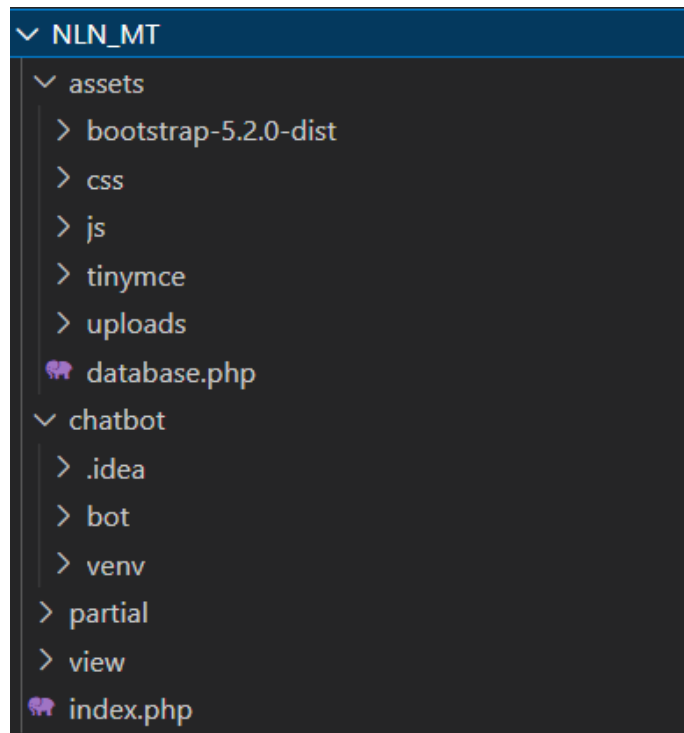 NLN_MT
assets
bootstrap-5.2.0-dist
css
js
tinymce
uploads
database.php
chatbot
.idea
bot
venv
partial
view
index.php